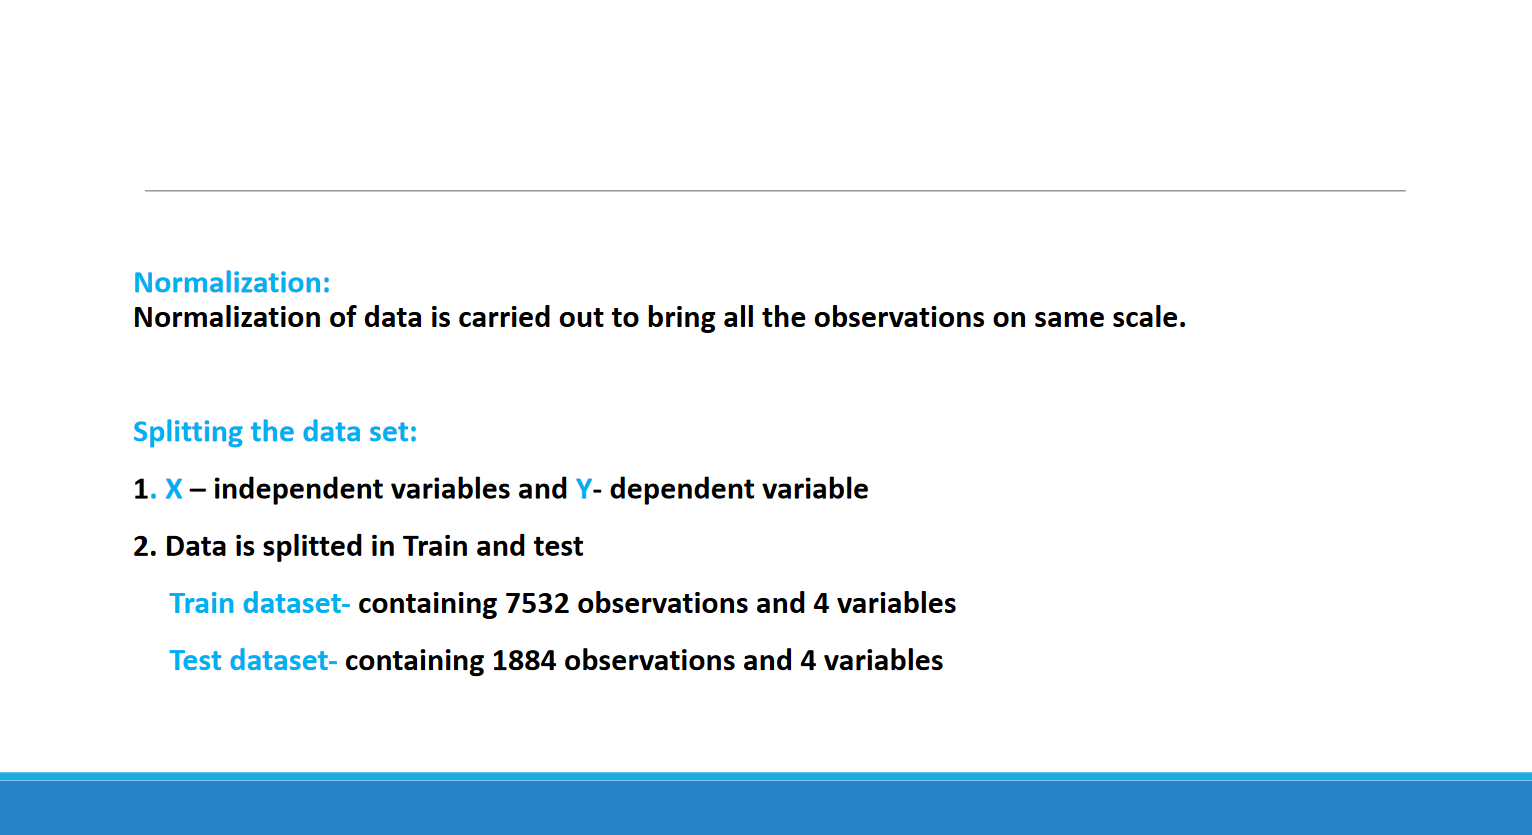 Normalization:
Normalization of data is carried out to bring all the observations on same scale.
Splitting the data set:
1. X – independent variables and Y- dependent variable
2. Data is splitted in Train and test
Train dataset- containing 7532 observations and 4 variables
Test dataset- containing 1884 observations and 4 variables